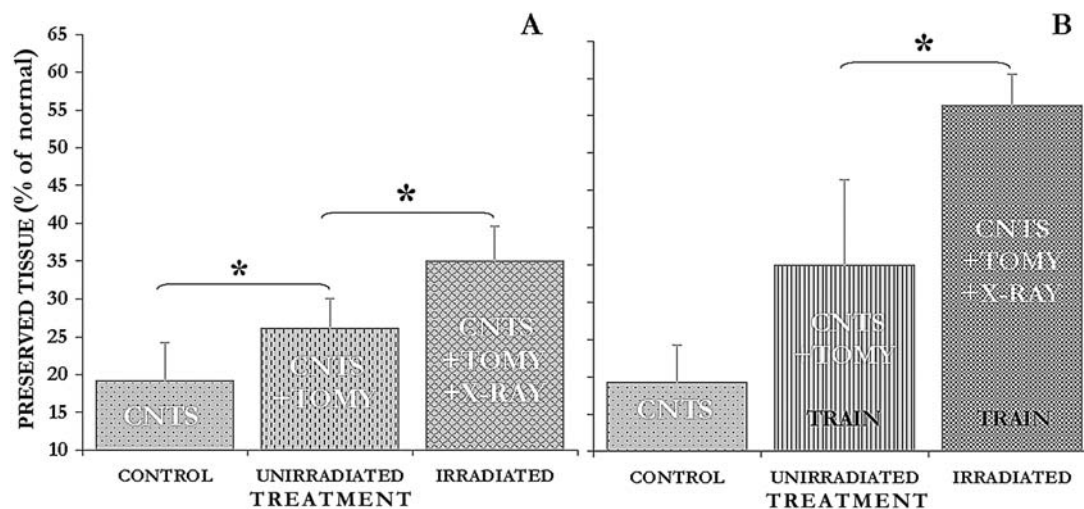 A
PRESERVED TISSUE (% of normal)
65
60
55
50
45
40
35
30
25
20
15
10
*
*
CNTS
CNTS
+TOMY
CNTS
+TOMY
+X-RAY
CONTROL
UNIRRADIATED
IRRADIATED
TREATMENT
B
*
CNTS
CNTS
+TOMY
TRAIN
CNTS
+TOMY
+X-RAY
TRAIN
CONTROL
UNIRRADIATED
IRRADIATED
TREATMENT